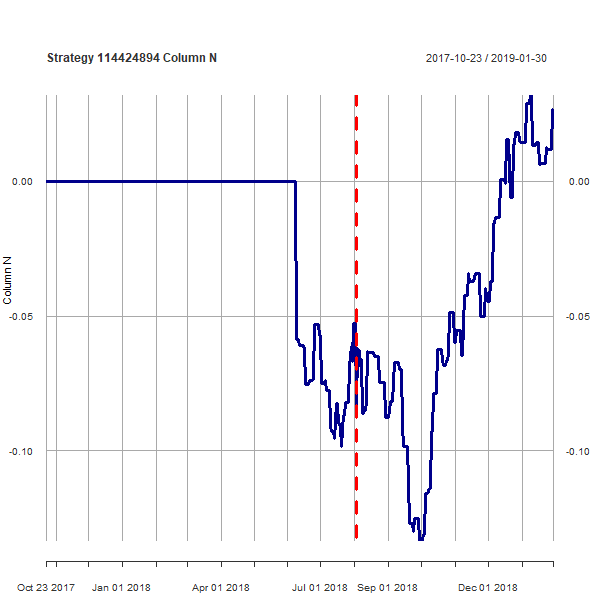 Strategy 114424894 Column N
2017-10-23 / 2019-01-30
0.00
0.00
-0.05
-0.05
-0.10
-0.10
Column N
Oct 23 2017
Jan 01 2018
Apr 01 2018
Jul 01 2018
Sep 01 2018
Dec 01 2018